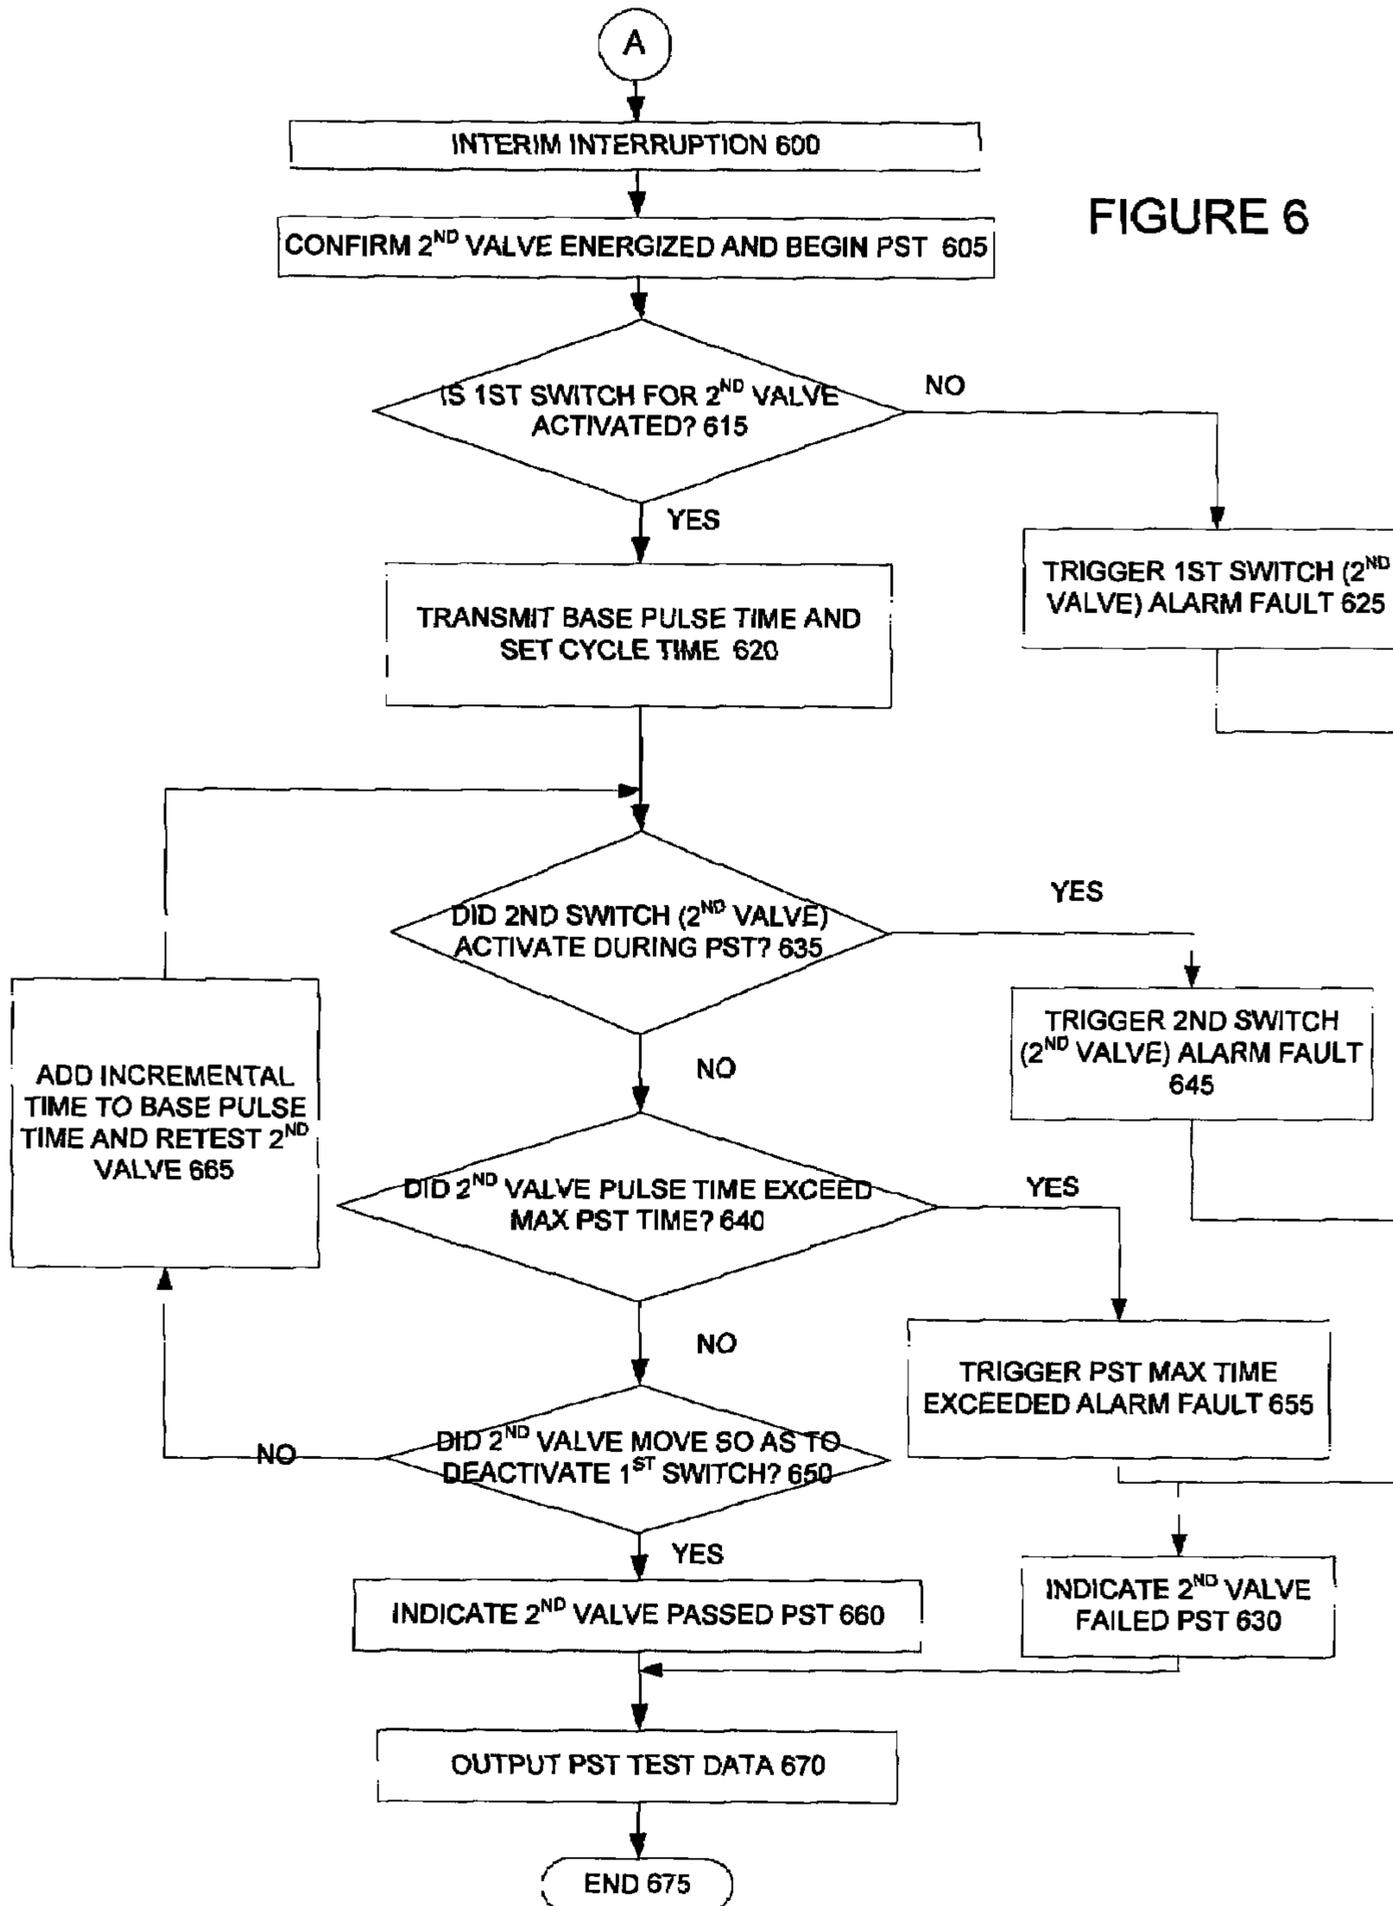 A
INTERIM INTERRUPTION 600
FIGURE 6
CONFIRM 2ND VALVE ENERGIZED AND BEGIN PST 605
IS 1ST SWITCH FOR 2ND VALVE
ACTIVATED? 615
NO
YES
TRIGGER 1ST SWITCH (2ND
VALVE) ALARM FAULT 625
TRANSMIT BASE PULSE TIME AND
SET CYCLE TIME 620
DID 2ND SWITCH (2ND VALVE)
ACTIVATE DURING PST? 635
YES
TRIGGER 2ND SWITCH
(2ND VALVE) ALARM FAULT
645
NO
ADD INCREMENTAL
TIME TO BASE PULSE
TIME AND RETEST 2ND
VALVE 665
DID 2ND VALVE PULSE TIME EXCEED
MAX PST TIME? 640
YES
NO
TRIGGER PST MAX TIME
EXCEEDED ALARM FAULT 655
DID 2ND VALVE MOVE SO AS TO
DEACTIVATE 1ST SWITCH? 650
NO
YES
INDICATE 2ND VALVE PASSED PST 660
INDICATE 2ND VALVE
FAILED PST 630
OUTPUT PST TEST DATA 670
END 675